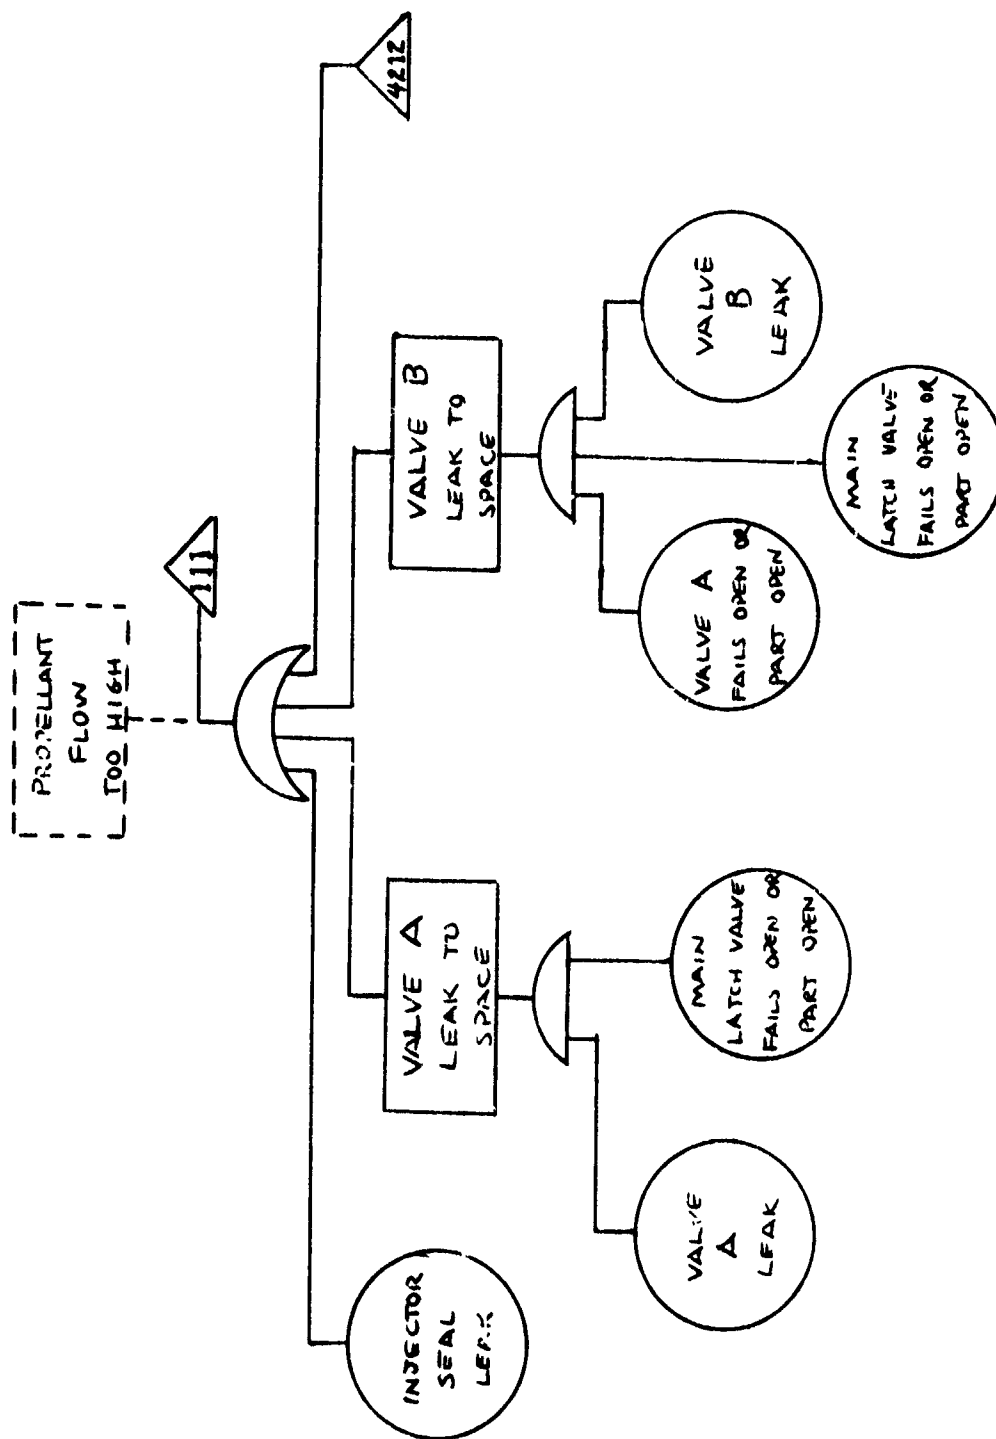 PROPELLANT
FLOW
TOO HIGH
111
4212
INJECTOR
SEAL
LEAK
VALVE A
LEAK TO
SPACE
VALVE B
LEAK TO
SPACE
VALVE
A
LEAK
MAIN
LATCH VALVE
FAILS OPEN OR
PART OPEN
VALVE A
FAILS OPEN OR
PART OPEN
MAIN
LATCH VALVE
FAILS OPEN OR
PART OPEN
VALVE
B
LEAK